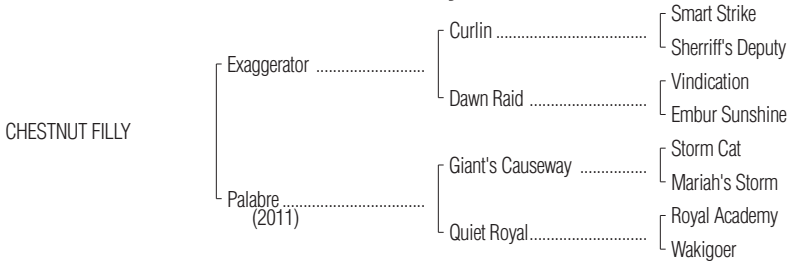 Smart Strike
Curlin ..........................................
Sherriff's Deputy
Exaggerator ..............................
Vindication
Dawn Raid ................................
Embur Sunshine
CHESTNUT FILLY
Storm Cat
Giant's Causeway ..................
Mariah's Storm
Palabre .......................................
(2011)
Royal Academy
Quiet Royal................................
Wakigoer